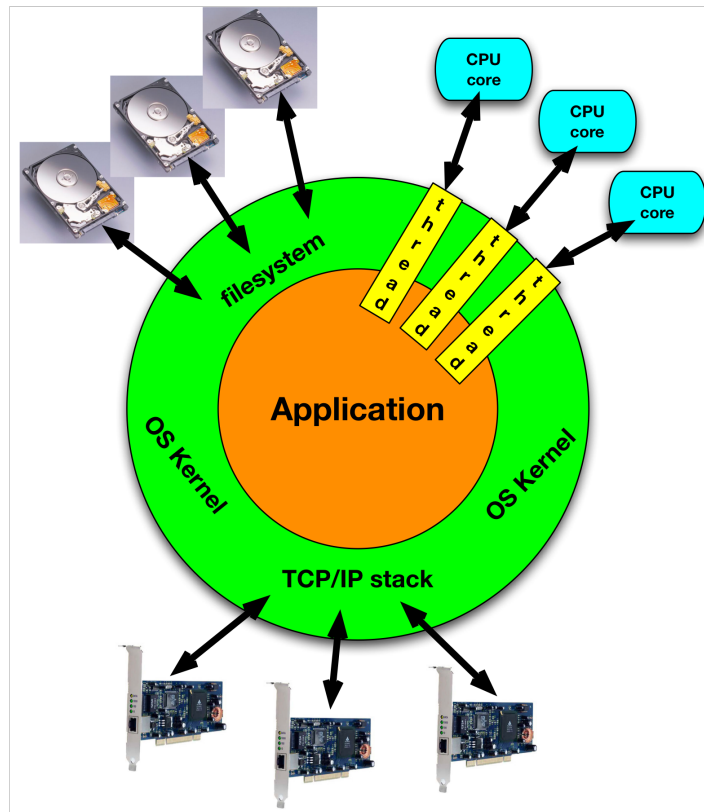 CPU
core
CPU
core
CPU
core
thread
thread
thread
filesystem
Application
OS Kernel
OS Kernel
TCP/IP stack